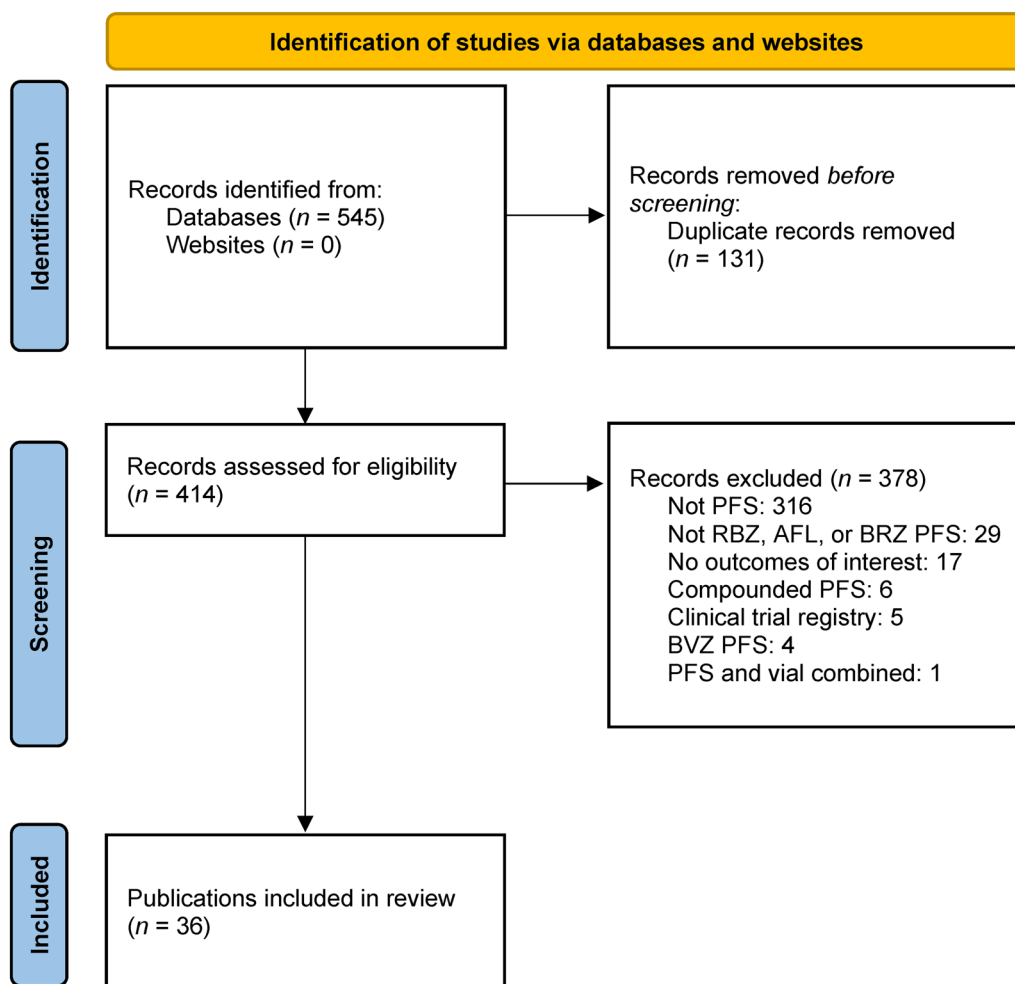 Identification of studies via databases and websites
Identification
Records identified from:
Databases (n = 545)
Websites (n = 0)
Records removed before
screening:
Duplicate records removed
(n = 131)
Screening
Records assessed for eligibility
(n = 414)
Records excluded (n = 378)
Not PFS: 316
Not RBZ, AFL, or BRZ PFS: 29
No outcomes of interest: 17
Compounded PFS: 6
Clinical trial registry: 5
BVZ PFS: 4
PFS and vial combined: 1
Included
Publications included in review
(n = 36)